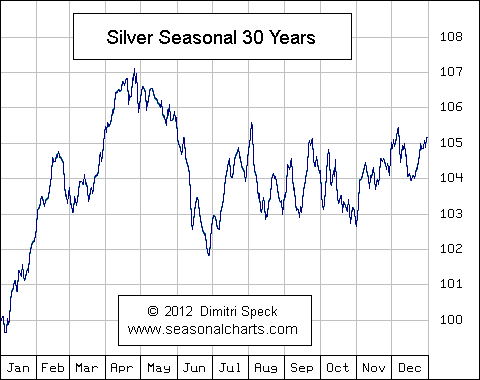 Silver Seasonal 30 Years
108
107
106
105
104
103
102
101
100
© 2012 Dimitri Speck
www.seasonalcharts.com
Jan Feb Mar Apr May Jun Jul Aug Sep Oct Nov Dec